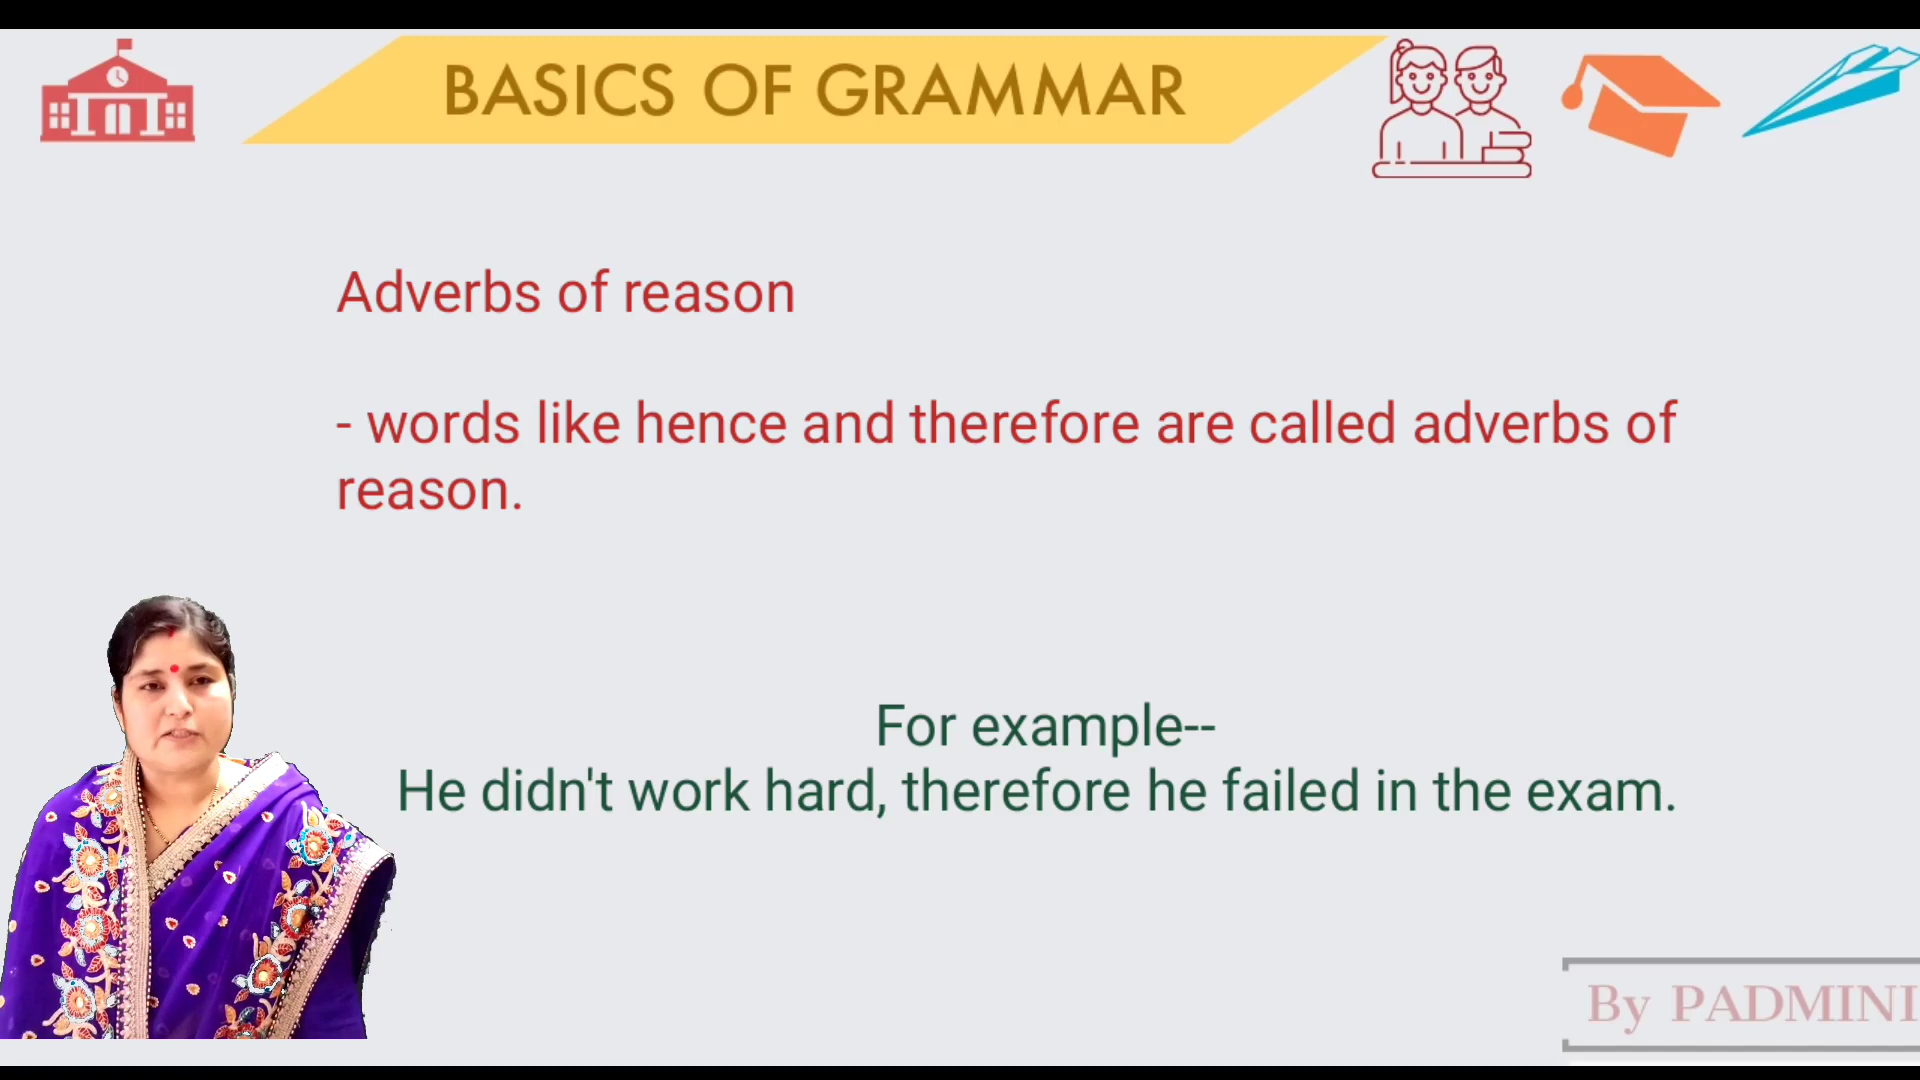 BASICS OF GRAMMAR
Adverbs of reason
- words like hence and therefore are called adverbs of
reason.
For example--
He didn't work hard, therefore he failed in the exam.
By PADMINI